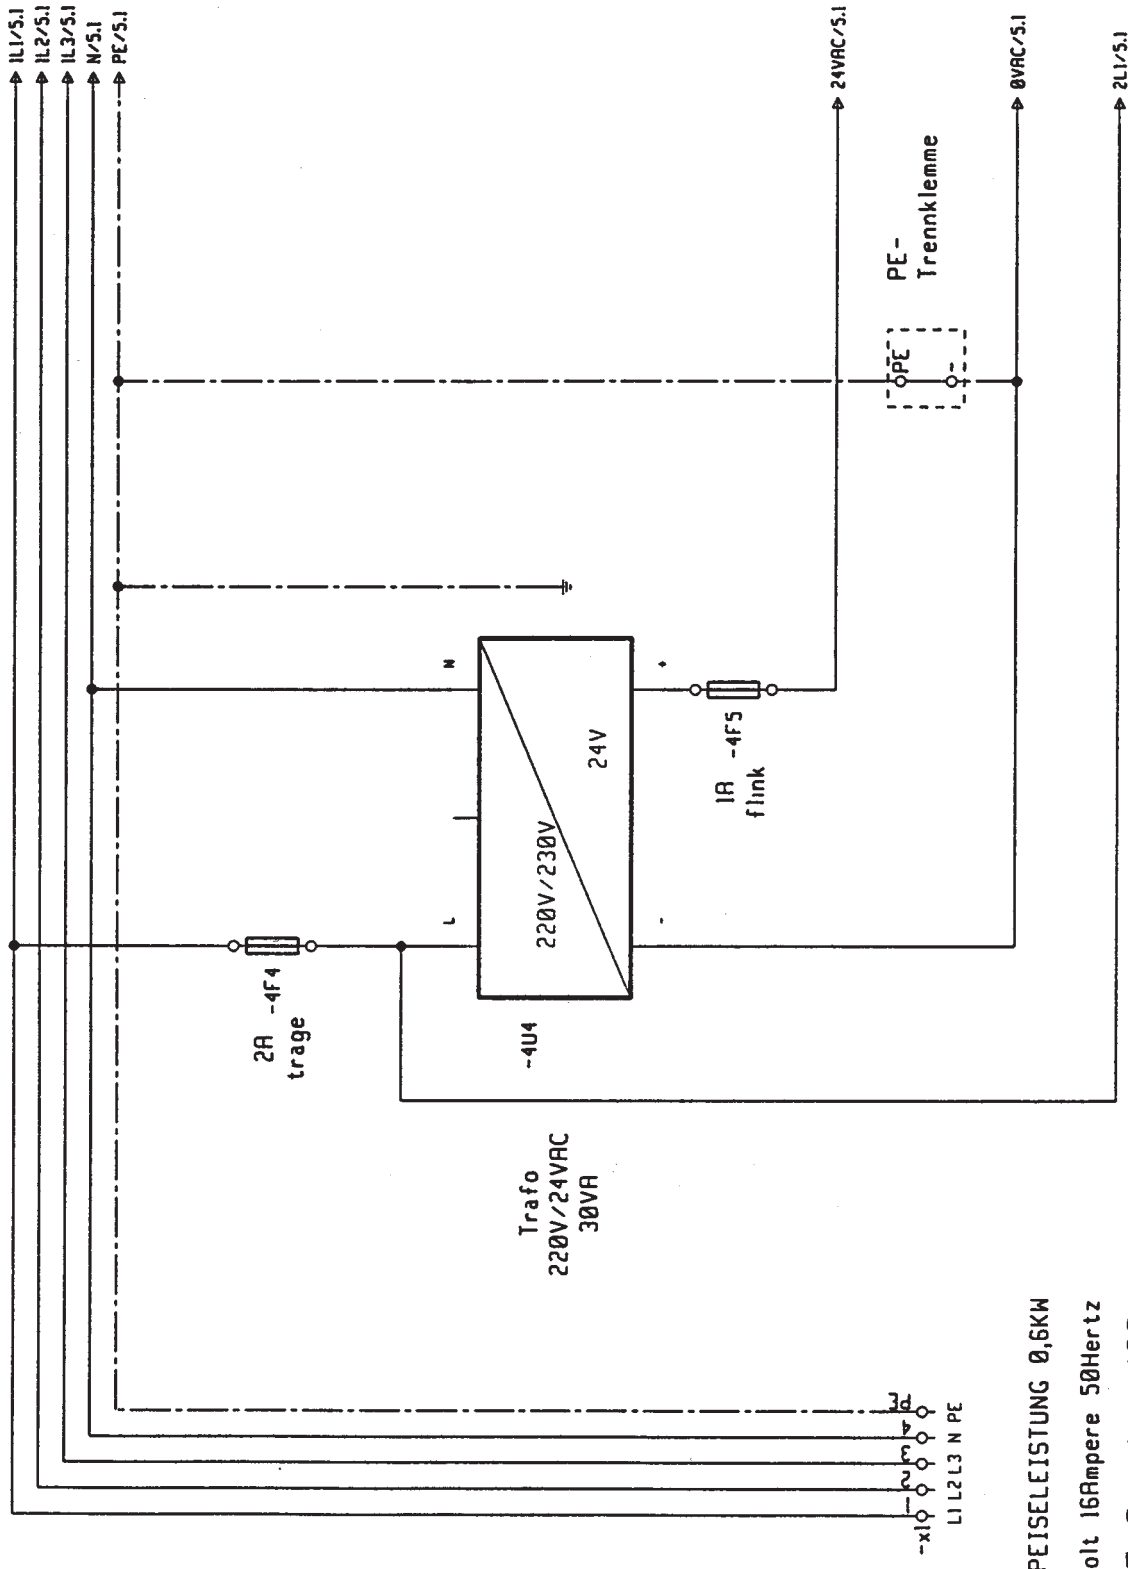 1L1/5.1
1L2/5.1
1L3/5.1
N/5.1
PE/5.1
24VAC/5.1
0VAC/5.1
2L1/5.1
PE-
Trennklemme
PE
N
L
+
-
2A -4F4
trage
220V/230V
24V
1A -4F5
flink
-4U4
Trafo
220V/24VAC
30VA
-x1
1
2
3
4
PE
L1 L2 L3 N PE
PEISELEISTUNG 0,6KW
olt 16Ampere 50Hertz